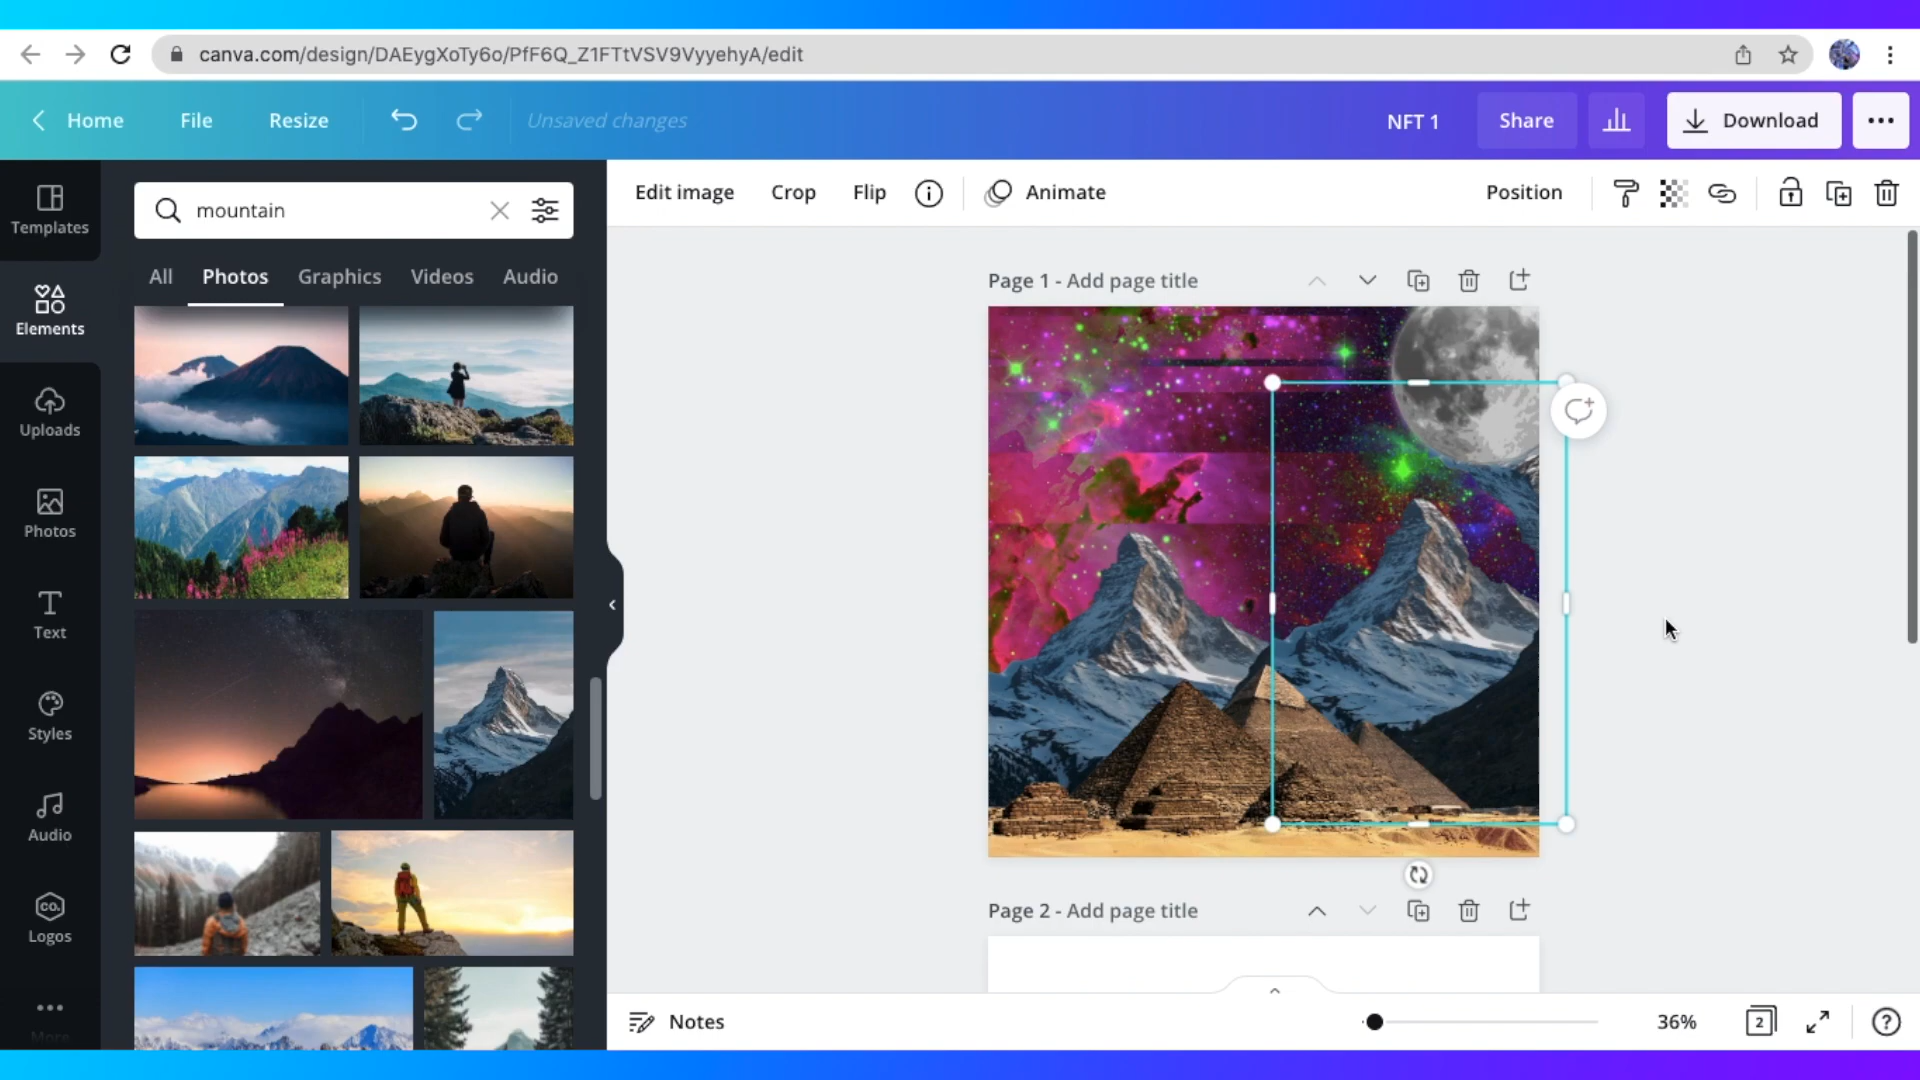 canva.com/design/DAEygXoTy6o/PfF6Q_Z1FTtVSV9VyyehyA/edit
Home File Resize Unsaved changes NFT 1 Share Download
Templates
Elements
Uploads
Photos
Text
Styles
Audio
CO.
Logos
More
mountain
All Photos Graphics Videos Audio
Edit image Crop Flip Animate Position
Page 1 - Add page title
Page 2 - Add page title
Notes 36% 2 ?